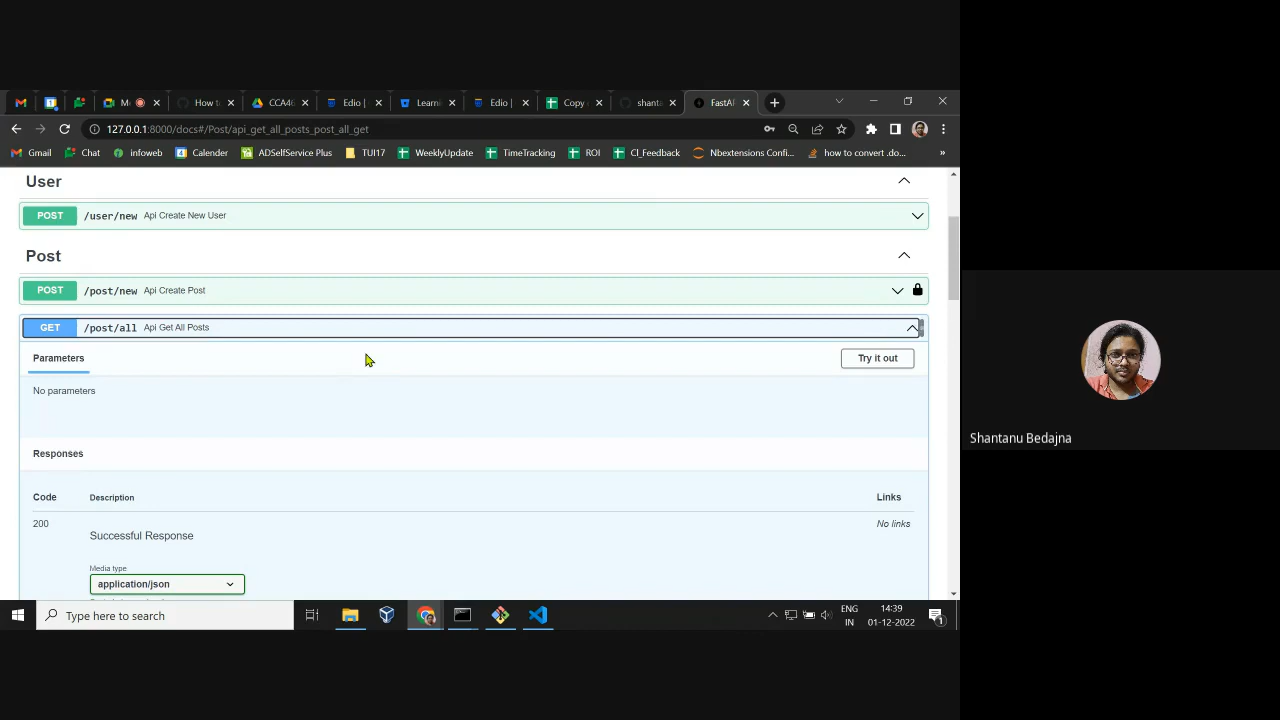 M
How t
CCA4
Edio |
Learni
Edio |
Copy
shant
FastAP
127.0.0.1:8000/docs#/Post/api_get_all_posts_post_all_get
Gmail
Chat
infoweb
Calender
ADSelfService Plus
TUI17
WeeklyUpdate
TimeTracking
ROI
CI_Feedback
Nbextensions Confi...
how to convert .do...
»
User
POST /user/new Api Create New User
Post
POST /post/new Api Create Post
GET /post/all Api Get All Posts
Parameters
Try it out
No parameters
Responses
Code Description Links
200 Successful Response No links
Media type
application/json
Shantanu Bedajna
Type here to search
ENG
IN
14:39
01-12-2022
1